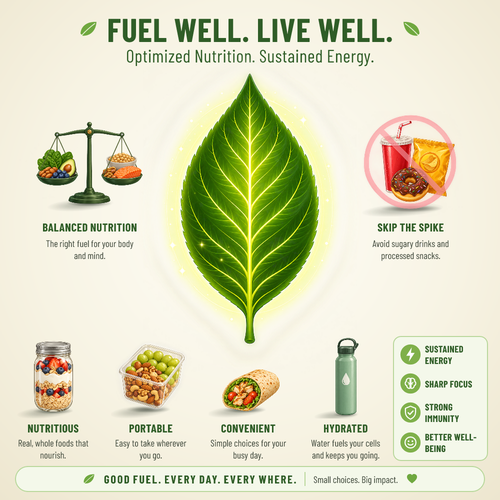 FUEL WELL. LIVE WELL.
Optimized Nutrition. Sustained Energy.
BALANCED NUTRITION
The right fuel for your body
and mind.
SKIP THE SPIKE
Avoid sugary drinks and
processed snacks.
NUTRITIOUS
Real, whole foods that
nourish.
PORTABLE
Easy to take wherever
you go.
CONVENIENT
Simple choices for your
busy day.
HYDRATED
Water fuels your cells
and keeps you going.
SUSTAINED
ENERGY
SHARP FOCUS
STRONG
IMMUNITY
BETTER WELL-
BEING
GOOD FUEL. EVERY DAY. EVERY WHERE.
Small choices. Big impact.